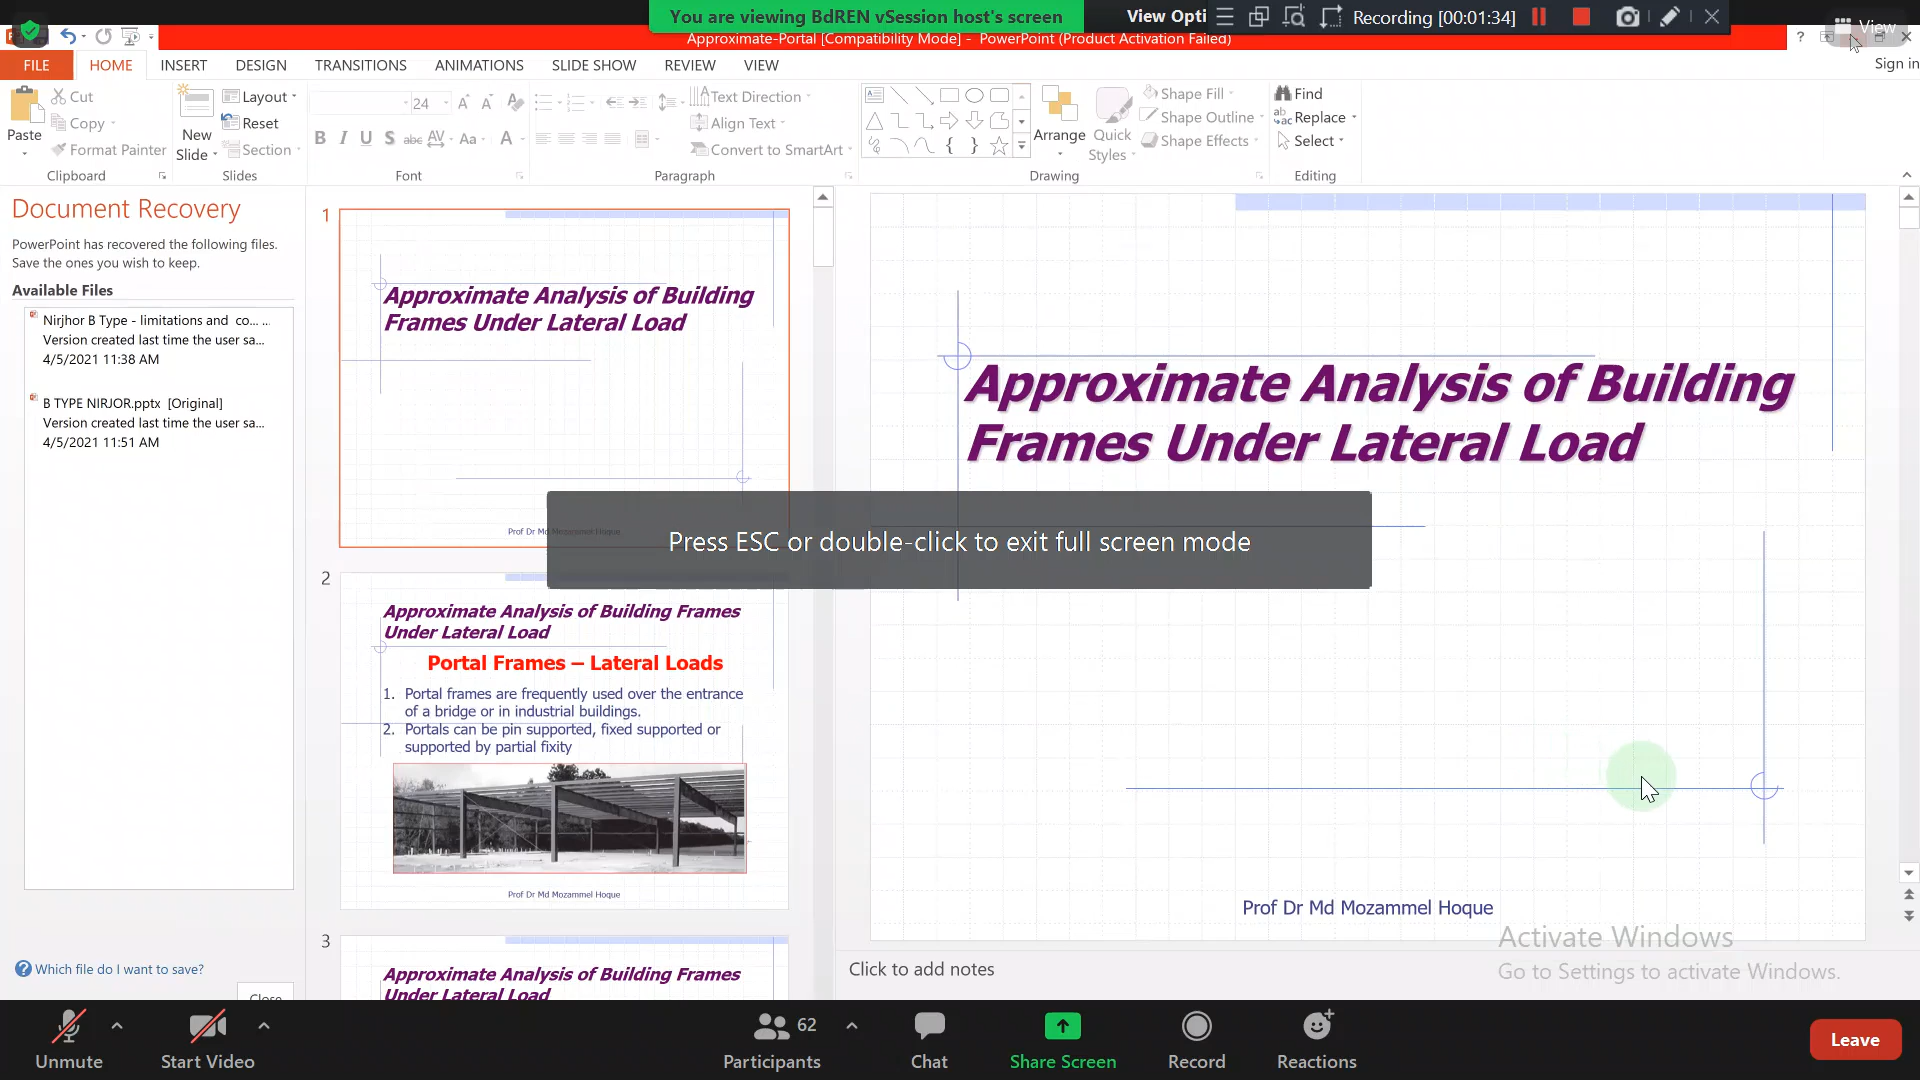 You are viewing BdREN vSession host's screen
View Opti
Recording [00:01:34]
View
Approximate-Portal [Compatibility Mode] - PowerPoint (Product Activation Failed)
?
Sign in
FILE
HOME
INSERT
DESIGN
TRANSITIONS
ANIMATIONS
SLIDE SHOW
REVIEW
VIEW
Paste
Cut
Copy
Format Painter
Clipboard
New
Slide
Layout
Reset
Section
Slides
24
B I U S abc AV Aa A
Font
Text Direction
Align Text
Convert to SmartArt
Paragraph
Arrange
Quick
Styles
Shape Fill
Shape Outline
Shape Effects
Drawing
Find
Replace
Select
Editing
Document Recovery
PowerPoint has recovered the following files.
Save the ones you wish to keep.
Available Files
Nirjhor B Type - limitations and co... ...
Version created last time the user sa...
4/5/2021 11:38 AM
B TYPE NIRJOR.pptx [Original]
Version created last time the user sa...
4/5/2021 11:51 AM
Which file do I want to save?
Close
1
Approximate Analysis of Building
Frames Under Lateral Load
Prof Dr Md Mozammel Hoque
2
Approximate Analysis of Building Frames
Under Lateral Load
Portal Frames – Lateral Loads
1. Portal frames are frequently used over the entrance
of a bridge or in industrial buildings.
2. Portals can be pin supported, fixed supported or
supported by partial fixity
Prof Dr Md Mozammel Hoque
3
Approximate Analysis of Building Frames
Under Lateral Load
Approximate Analysis of Building
Frames Under Lateral Load
Press ESC or double-click to exit full screen mode
Prof Dr Md Mozammel Hoque
Activate Windows
Go to Settings to activate Windows.
Click to add notes
Unmute
Start Video
62
Participants
Chat
Share Screen
Record
Reactions
Leave